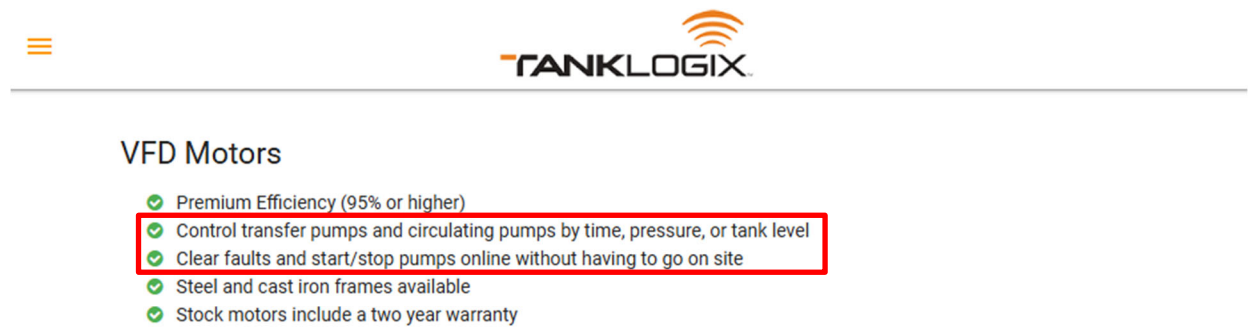 TANKLOGIX
VFD Motors
Premium Efficiency (95% or higher)
Control transfer pumps and circulating pumps by time, pressure, or tank level
Clear faults and start/stop pumps online without having to go on site
Steel and cast iron frames available
Stock motors include a two year warranty